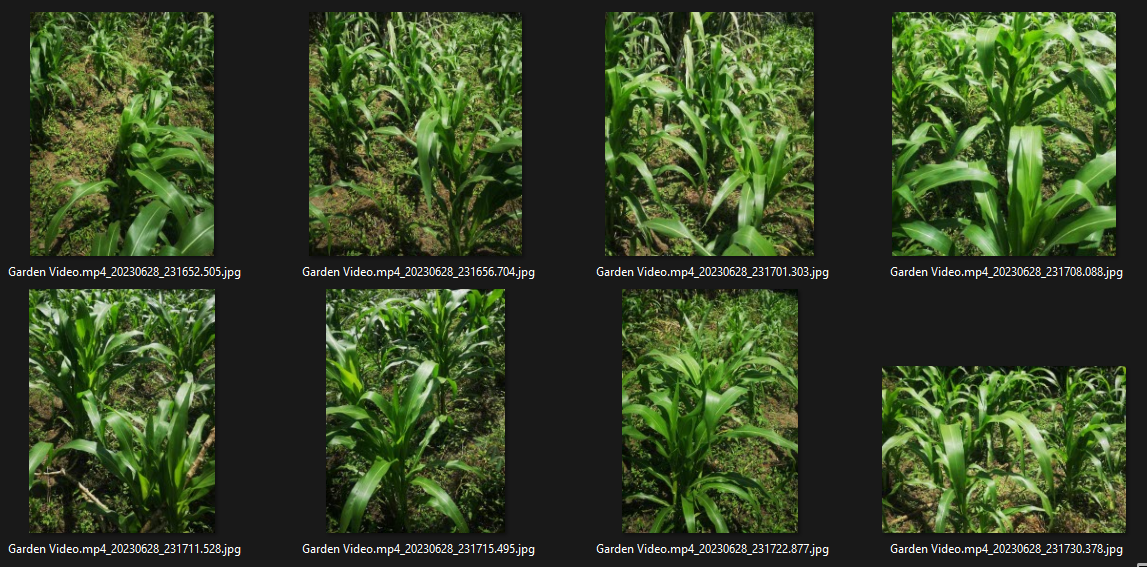 Garden Video.mp4_20230628_231652.505.jpg
Garden Video.mp4_20230628_231656.704.jpg
Garden Video.mp4_20230628_231701.303.jpg
Garden Video.mp4_20230628_231708.088.jpg
Garden Video.mp4_20230628_231711.528.jpg
Garden Video.mp4_20230628_231715.495.jpg
Garden Video.mp4_20230628_231722.877.jpg
Garden Video.mp4_20230628_231730.378.jpg